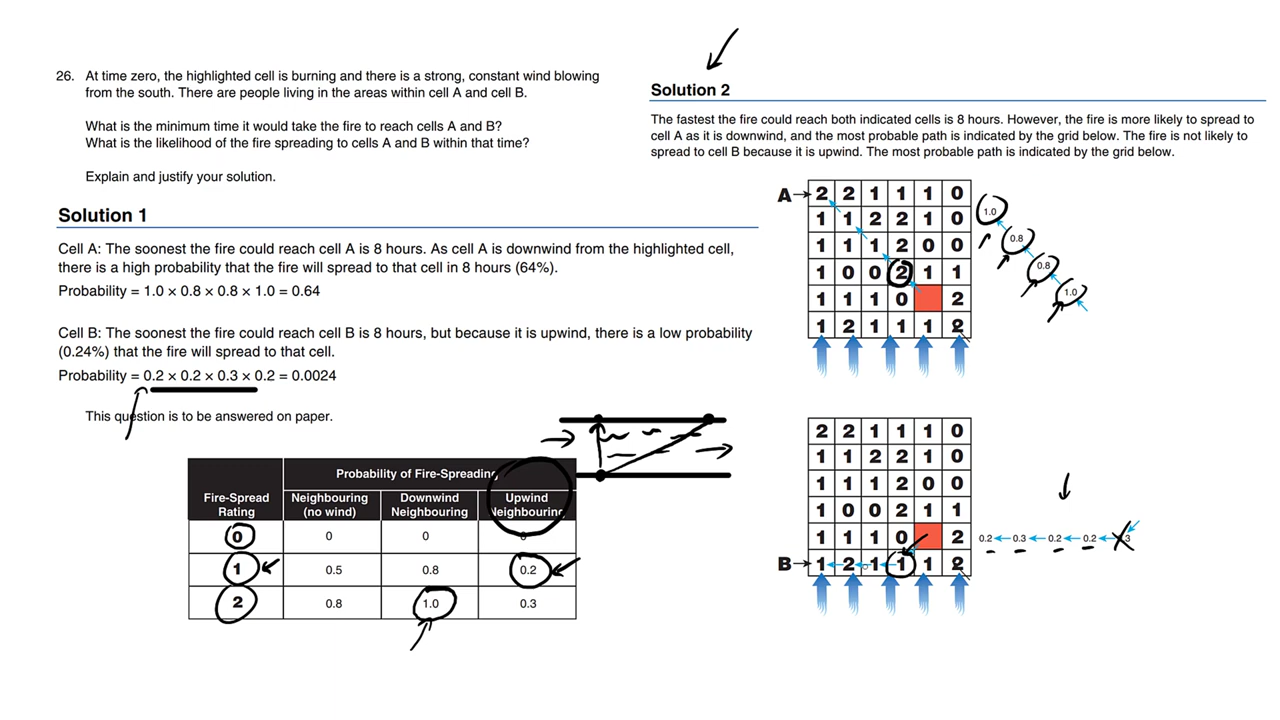 26. At time zero, the highlighted cell is burning and there is a strong, constant wind blowing
from the south. There are people living in the areas within cell A and cell B.
What is the minimum time it would take the fire to reach cells A and B?
What is the likelihood of the fire spreading to cells A and B within that time?
Explain and justify your solution.
Solution 1
Cell A: The soonest the fire could reach cell A is 8 hours. As cell A is downwind from the highlighted cell,
there is a high probability that the fire will spread to that cell in 8 hours (64%).
Probability = 1.0 × 0.8 × 0.8 × 1.0 = 0.64
Cell B: The soonest the fire could reach cell B is 8 hours, but because it is upwind, there is a low probability
(0.24%) that the fire will spread to that cell.
Probability = 0.2 × 0.2 × 0.3 × 0.2 = 0.0024
This question is to be answered on paper.
Probability of Fire-Spreading
Fire-Spread Rating
Neighbouring (no wind)
Downwind Neighbouring
Upwind Neighbouring
0 0 0
1 0.5 0.8 0.2
2 0.8 1.0 0.3
Solution 2
The fastest the fire could reach both indicated cells is 8 hours. However, the fire is more likely to spread to
cell A as it is downwind, and the most probable path is indicated by the grid below. The fire is not likely to
spread to cell B because it is upwind. The most probable path is indicated by the grid below.
A 2 2 1 1 1 0
1 1 2 2 1 0
1 1 1 2 0 0
1 0 0 2 1 1
1 1 1 0 2
1 2 1 1 1 2
1.0
0.8
0.8
1.0
2 2 1 1 1 0
1 1 2 2 1 0
1 1 1 2 0 0
1 0 0 2 1 1
1 1 1 0 2
B 1 2 1 1 1 2
0.2 0.3 0.2 0.2